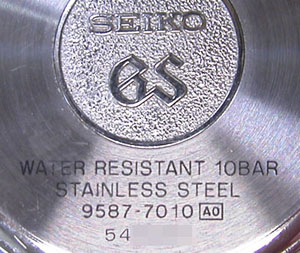 SEIKO
GS
WATER RESISTANT 10BAR
STAINLESS STEEL
9587-7010 A0
54